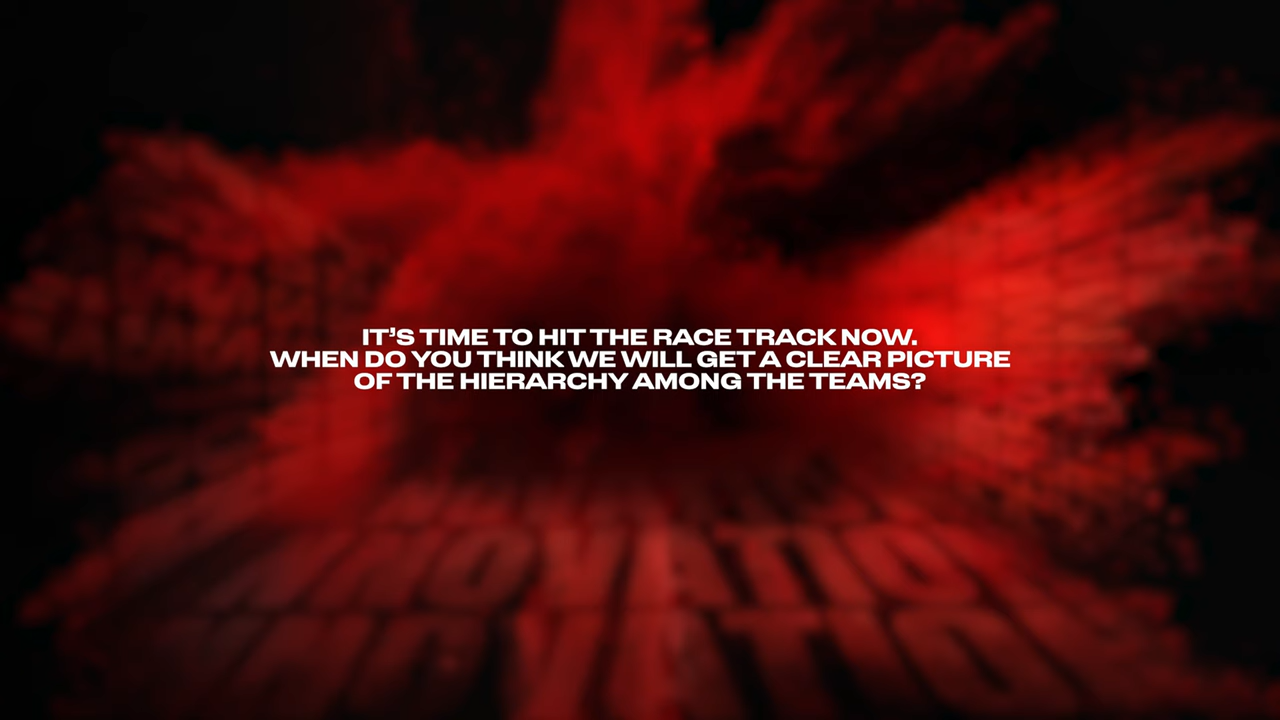 IT'S TIME TO HIT THE RACE TRACK NOW.
WHEN DO YOU THINK WE WILL GET A CLEAR PICTURE
OF THE HIERARCHY AMONG THE TEAMS?